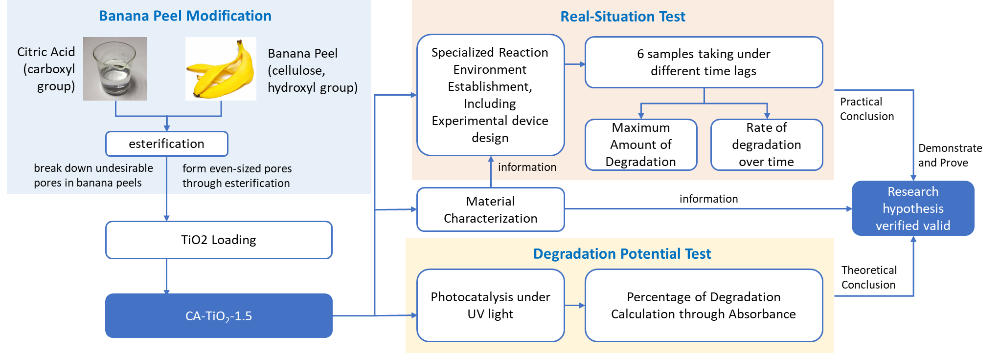 Banana Peel Modification
Citric Acid
(carboxyl
group)
Banana Peel
(cellulose,
hydroxyl group)
esterification
break down undesirable
pores in banana peels
form even-sized pores
through esterification
TiO2 Loading
CA-TiO₂-1.5
Real-Situation Test
Specialized Reaction
Environment
Establishment,
Including
Experimental device
design
6 samples taking under
different time lags
Maximum
Amount of
Degradation
Rate of
degradation
over time
information
Material
Characterization
information
Degradation Potential Test
Photocatalysis under
UV light
Percentage of Degradation
Calculation through Absorbance
Practical
Conclusion
Demonstrate
and Prove
Research
hypothesis
verified valid
Theoretical
Conclusion